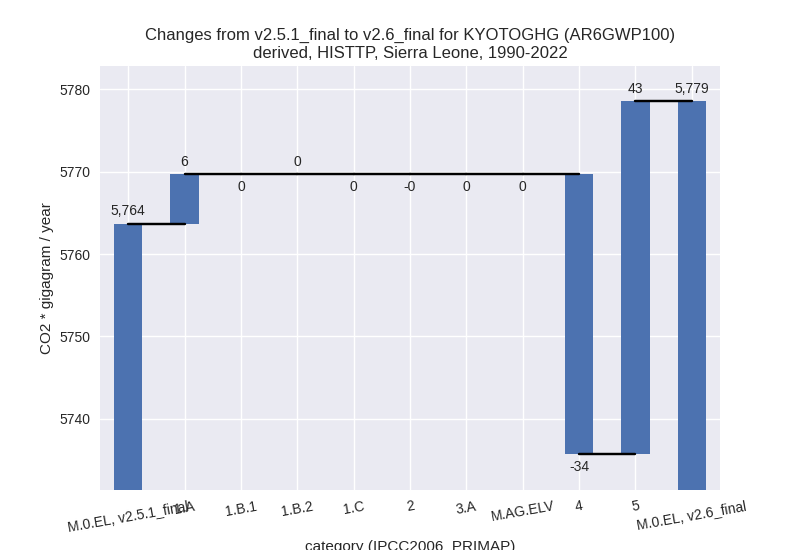 Changes from v2.5.1_final to v2.6_final for KYOTOGHG (AR6GWP100)
derived, HISTTP, Sierra Leone, 1990-2022
CO2 * gigagram / year
5780
5770
5760
5750
5740
5,764
6
0
0
0
-0
0
0
-34
43
5,779
M.0.EL, v2.5.1_final
1.A
1.B.1
1.B.2
1.C
2
3.A
M.AG.ELV
4
5
M.0.EL, v2.6_final
category (IPCC2006_PRIMAP)